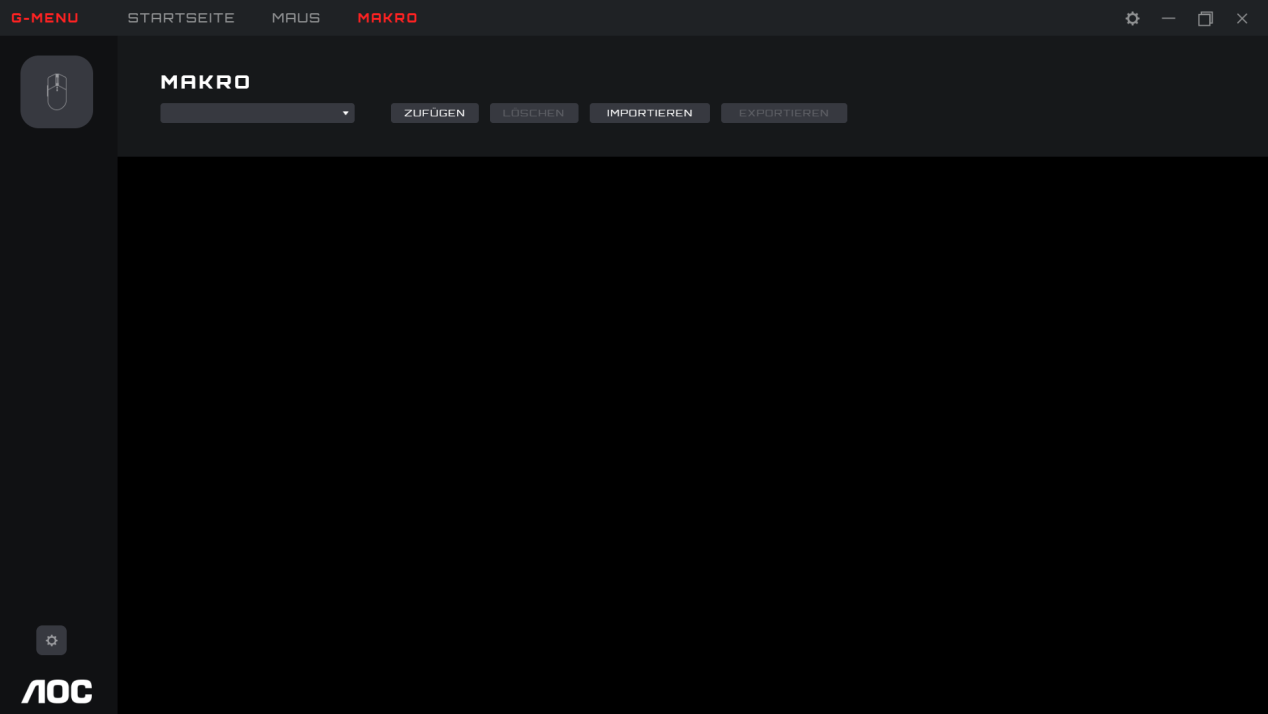 G-MENU STARTSEITE MAUS MAKRO
MAKRO
ZUFÜGEN LÖSCHEN IMPORTIEREN EXPORTIEREN
AOC